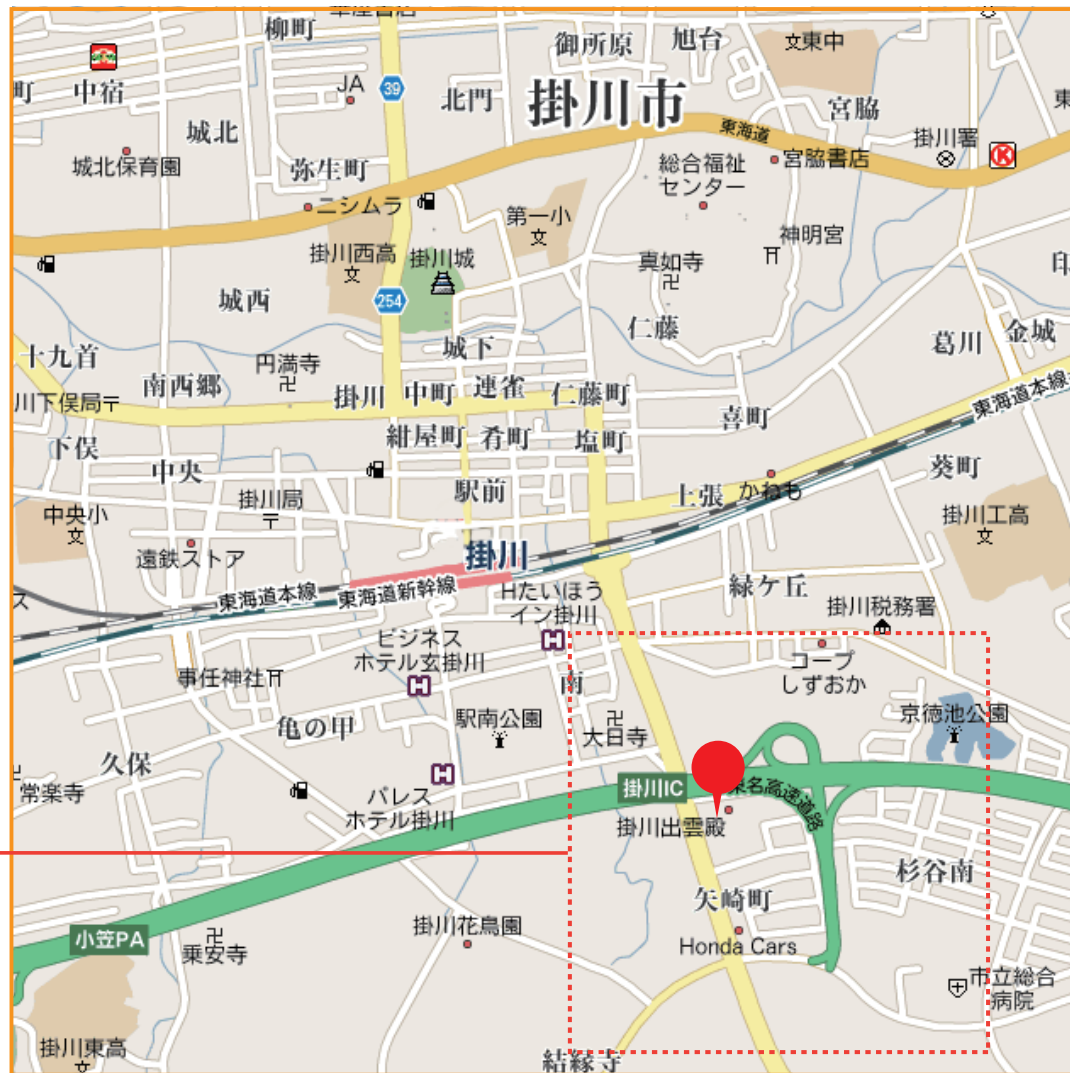 柳町
御所原
旭台
文東中
町
中宿
JA
39
北門
掛川市
宮脇
城北
東海道
掛川署
K
城北保育園
弥生町
総合福祉
センター
宮脇書店
ニシムラ
第一小
文
掛川西高
文
掛川城
真如寺
神明宮
印
城西
254
仁藤
葛川
金城
十九首
城下
円満寺
南西郷
掛川
中町
連雀
仁藤町
川下俣局〒
喜町
東海道本線
下俣
紺屋町
肴町
塩町
中央
葵町
駅前
上張
かねも
掛川局
〒
中央小
文
掛川工高
文
遠鉄ストア
掛川
東海道本線
東海道新幹線
Hたいほう
イン掛川
緑ケ丘
掛川税務署
ス
ビジネス
ホテル玄掛川
H
H
コープ
しずおか
事任神社
南
亀の甲
駅南公園
大日寺
京徳池公園
久保
常楽寺
H
パレス
ホテル掛川
掛川IC
東名高速道路
掛川出雲殿
杉谷南
矢崎町
小笠PA
乗安寺
掛川花鳥園
Honda Cars
市立総合
病院
掛川東高
文
結縁寺